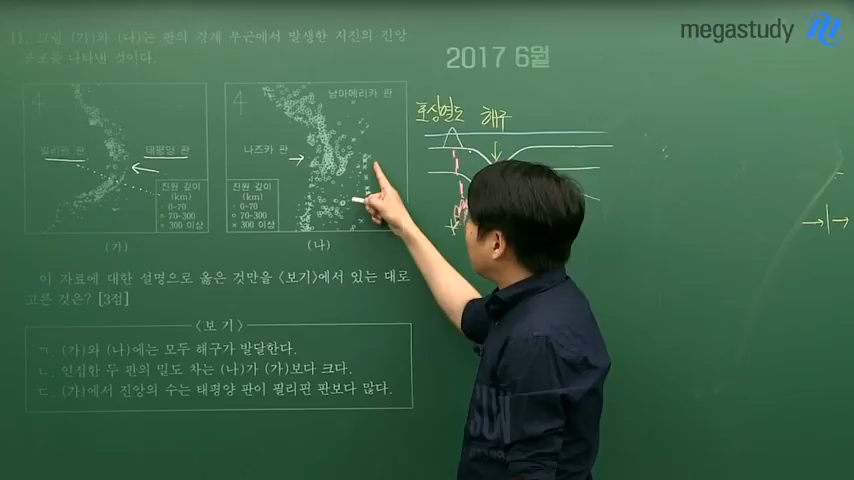 megastudy
2017 6월
11. 그림 (가)와 (나)는 판의 경계 부근에서 발생한 지진의 진앙
분포를 나타낸 것이다.
필리핀 판
태평양 판
진원 깊이
(km)
· 0-70
○ 70-300
× 300 이상
(가)
남아메리카 판
나즈카 판
진원 깊이
(km)
· 0-70
○ 70-300
× 300 이상
(나)
호상열도 해구
이 자료에 대한 설명으로 옳은 것만을 <보기>에서 있는 대로
고른 것은? [3점]
<보기>
ㄱ. (가)와 (나)에는 모두 해구가 발달한다.
ㄴ. 인접한 두 판의 밀도 차는 (나)가 (가)보다 크다.
ㄷ. (가)에서 진앙의 수는 태평양 판이 필리핀 판보다 많다.